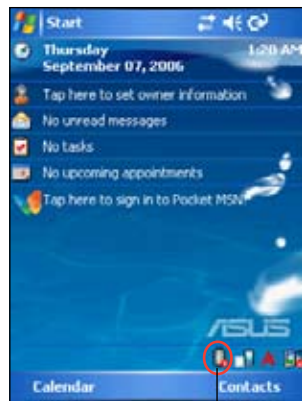 Start
Thursday
September 07, 2006
1:20 AM
Tap here to set owner information
No unread messages
No tasks
No upcoming appointments
Tap here to sign in to Pocket MSN!
ASUS
A
Calendar
Contacts